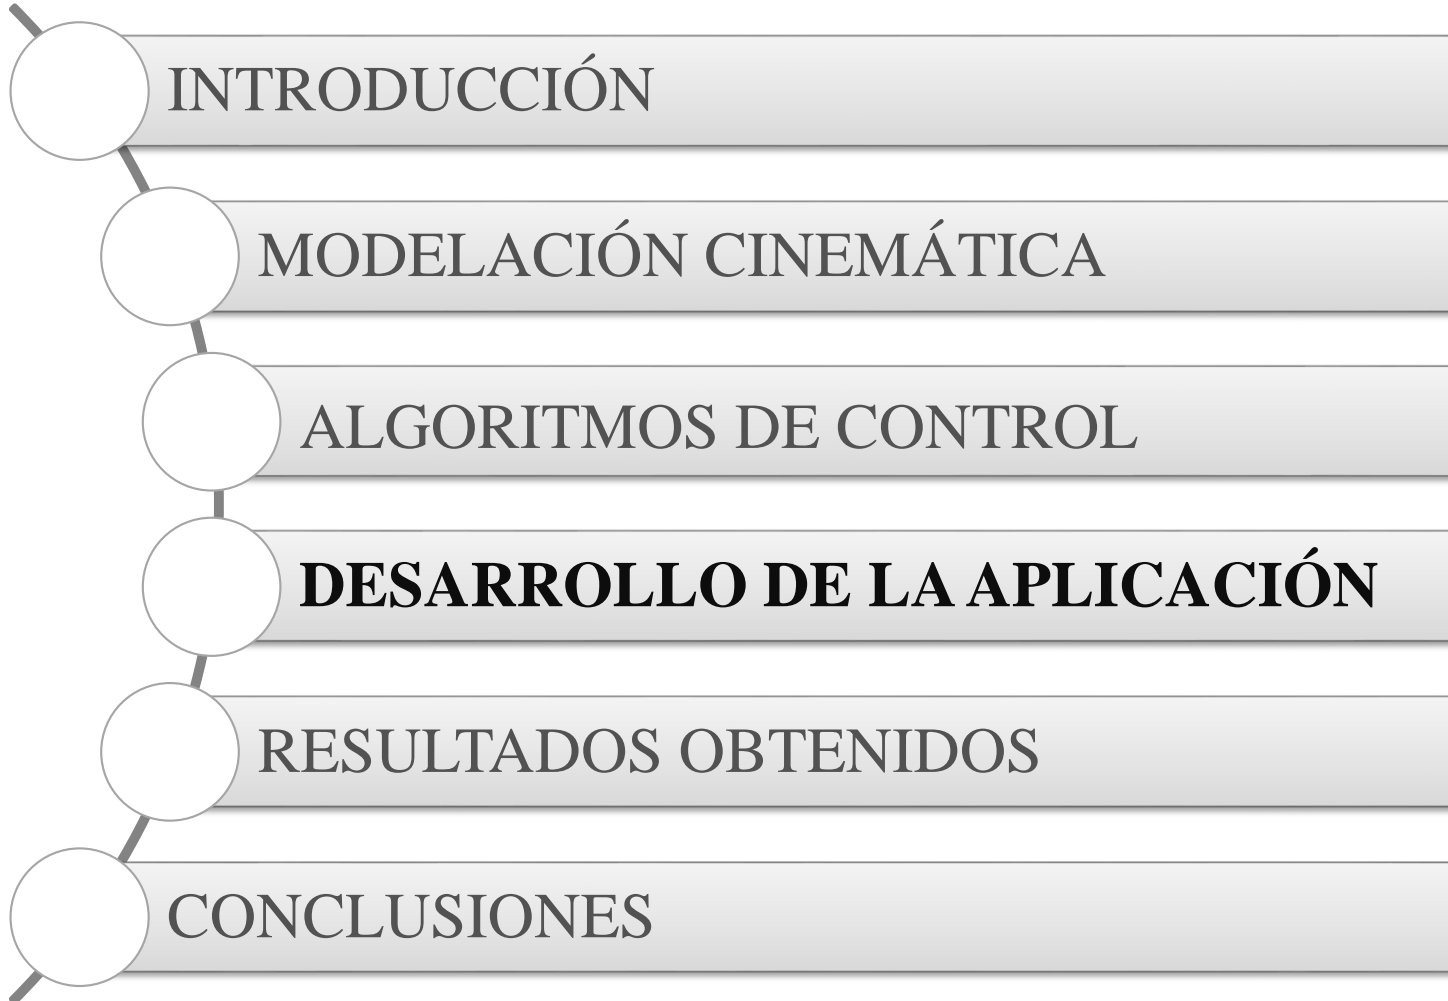 INTRODUCCIÓN
MODELACIÓN CINEMÁTICA
ALGORITMOS DE CONTROL
DESARROLLO DE LA APLICACIÓN
RESULTADOS OBTENIDOS
CONCLUSIONES